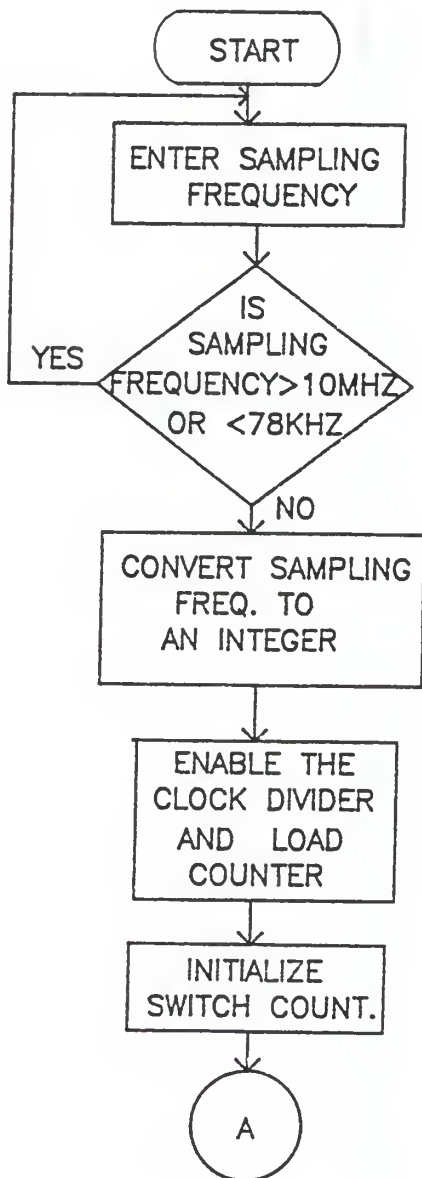 START
ENTER SAMPLING
FREQUENCY
IS
SAMPLING
YES
FREQUENCY>10MHZ
OR <78KHZ
NO
CONVERT SAMPLING
FREQ. TO
AN INTEGER
ENABLE THE
CLOCK DIVIDER
AND LOAD
COUNTER
INITIALIZE
SWITCH COUNT.
A